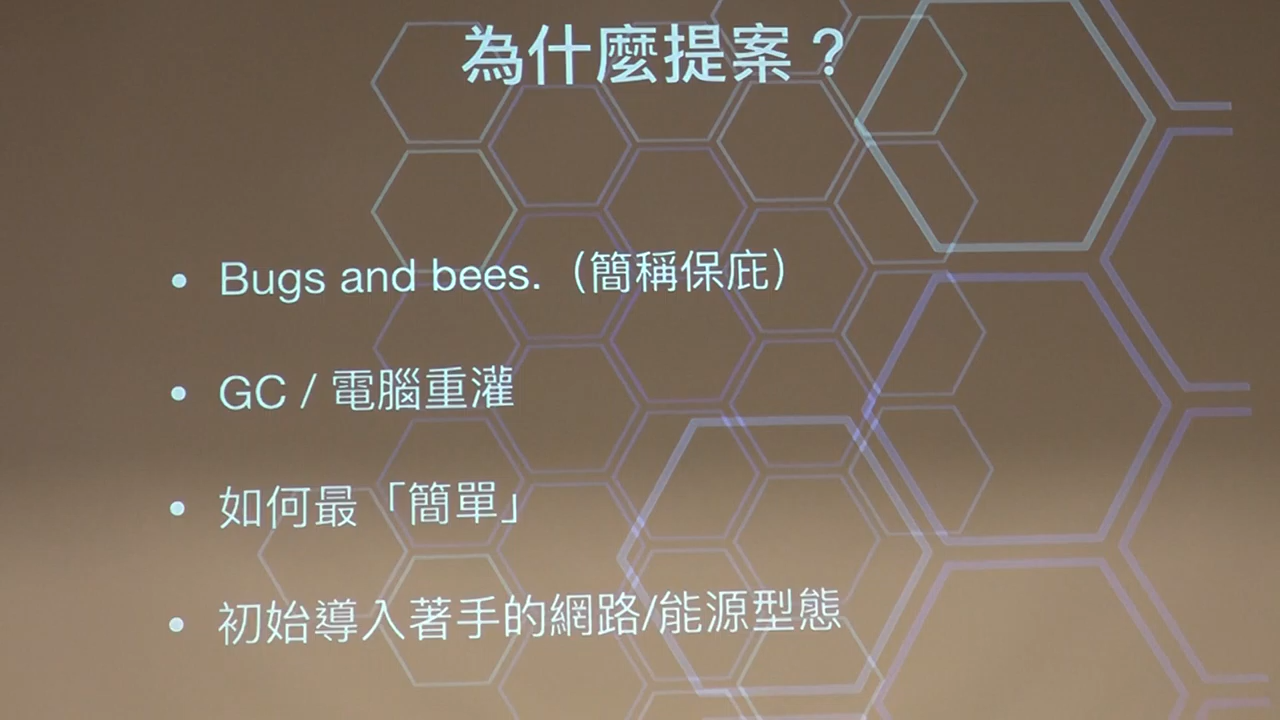 為什麼提案？
• Bugs and bees.（簡稱保庇）
• GC / 電腦重灌
• 如何最「簡單」
• 初始導入著手的網路/能源型態